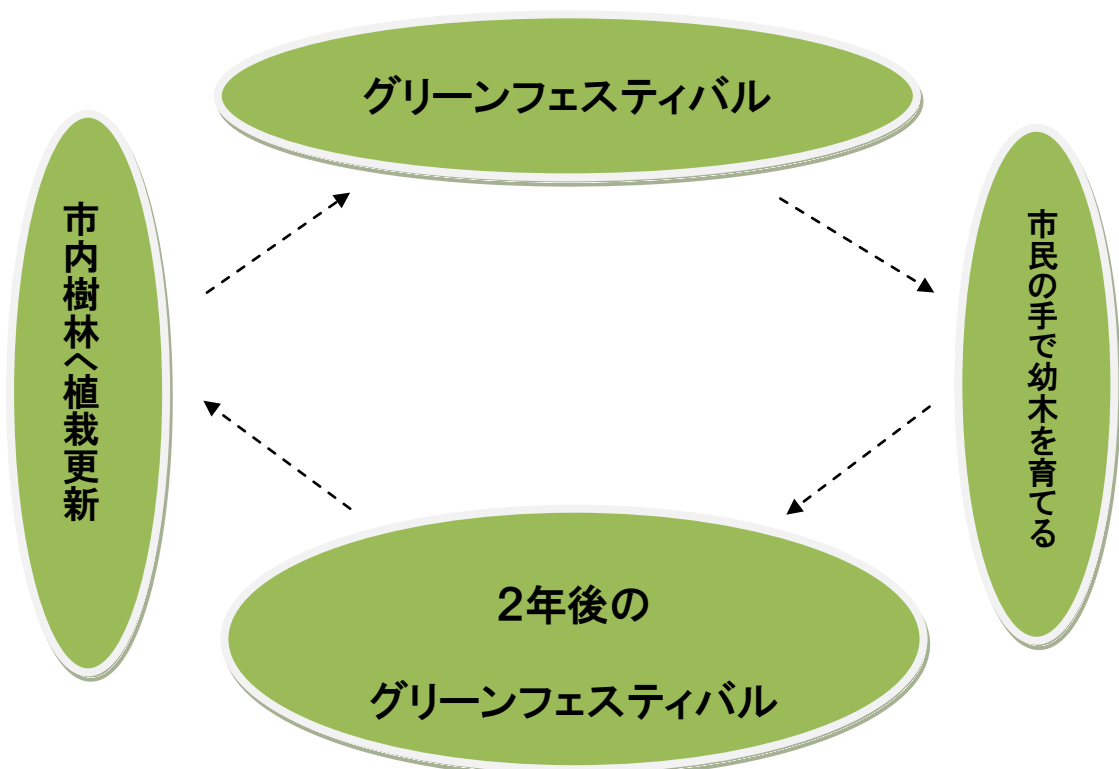 グリーンフェスティバル
市民の手で幼木を育てる
2年後の
グリーンフェスティバル
市内樹林へ植栽更新